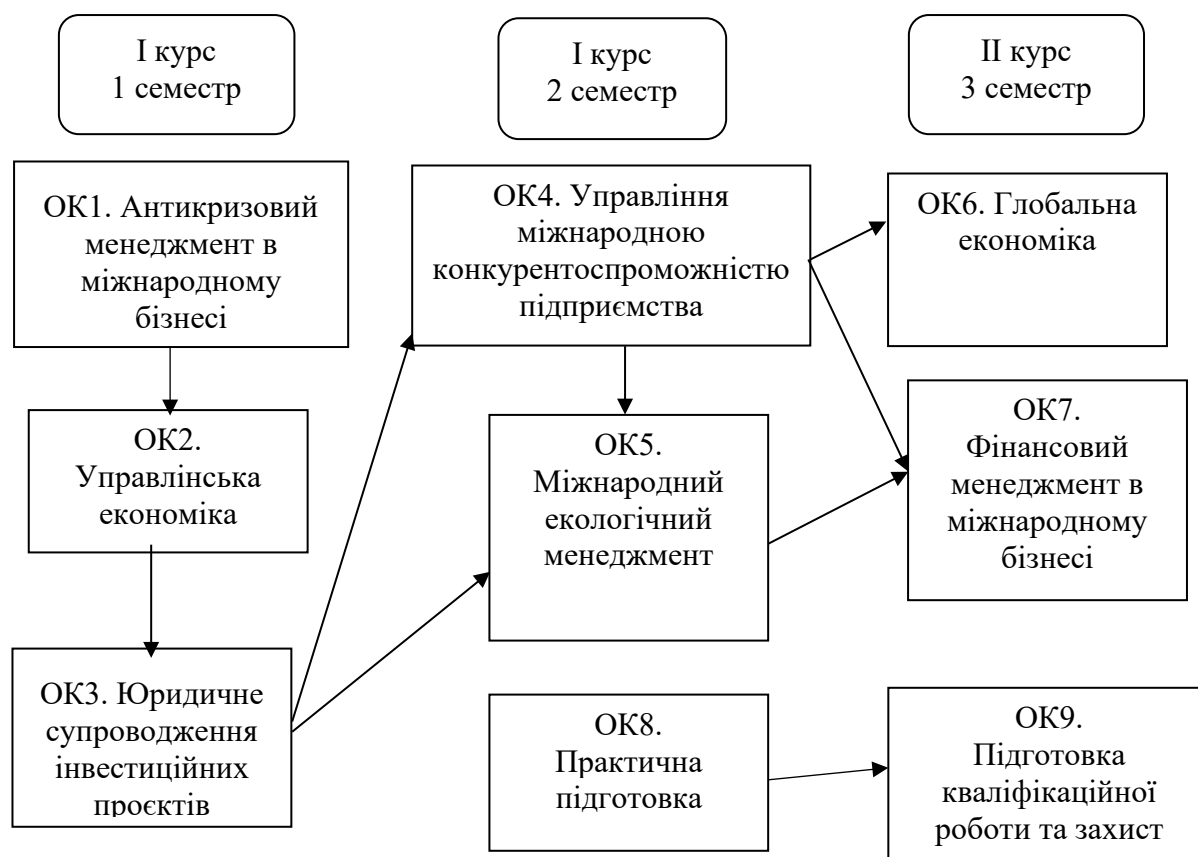 І курс
1 семестр
І курс
2 семестр
ІІ курс
3 семестр
ОК1. Антикризовий
менеджмент в
міжнародному
бізнесі
ОК2.
Управлінська
економіка
ОК3. Юридичне
супроводження
інвестиційних
проєктів
ОК4. Управління
міжнародною
конкурентоспроможністю
підприємства
ОК5.
Міжнародний
екологічний
менеджмент
ОК8.
Практична
підготовка
ОК6. Глобальна
економіка
ОК7.
Фінансовий
менеджмент в
міжнародному
бізнесі
ОК9.
Підготовка
кваліфікаційної
роботи та захист